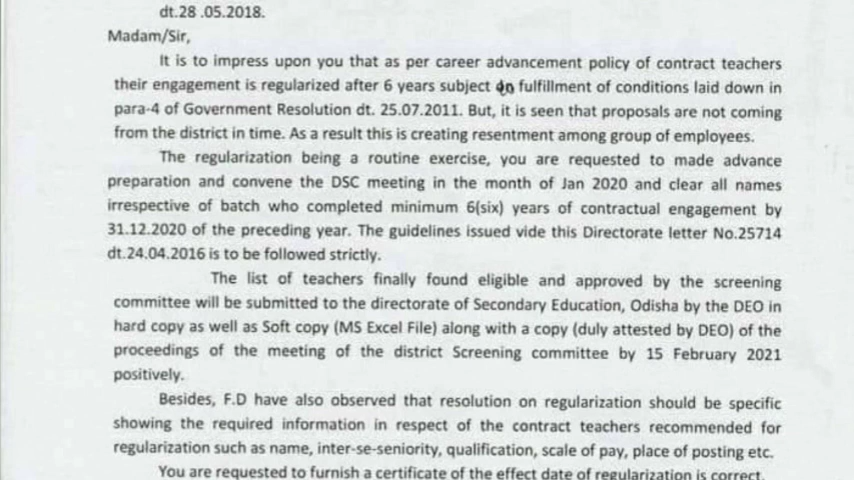 dt.28 .05.2018.
Madam/Sir,
It is to impress upon you that as per career advancement policy of contract teachers
their engagement is regularized after 6 years subject to fulfillment of conditions laid down in
para-4 of Government Resolution dt. 25.07.2011. But, it is seen that proposals are not coming
from the district in time. As a result this is creating resentment among group of employees.
The regularization being a routine exercise, you are requested to made advance
preparation and convene the DSC meeting in the month of Jan 2020 and clear all names
irrespective of batch who completed minimum 6(six) years of contractual engagement by
31.12.2020 of the preceding year. The guidelines issued vide this Directorate letter No.25714
dt.24.04.2016 is to be followed strictly.
The list of teachers finally found eligible and approved by the screening
committee will be submitted to the directorate of Secondary Education, Odisha by the DEO in
hard copy as well as Soft copy (MS Excel File) along with a copy (duly attested by DEO) of the
proceedings of the meeting of the district Screening committee by 15 February 2021
positively.
Besides, F.D have also observed that resolution on regularization should be specific
showing the required information in respect of the contract teachers recommended for
regularization such as name, inter-se-seniority, qualification, scale of pay, place of posting etc.
You are requested to furnish a certificate of the effect date of regularization is correct.